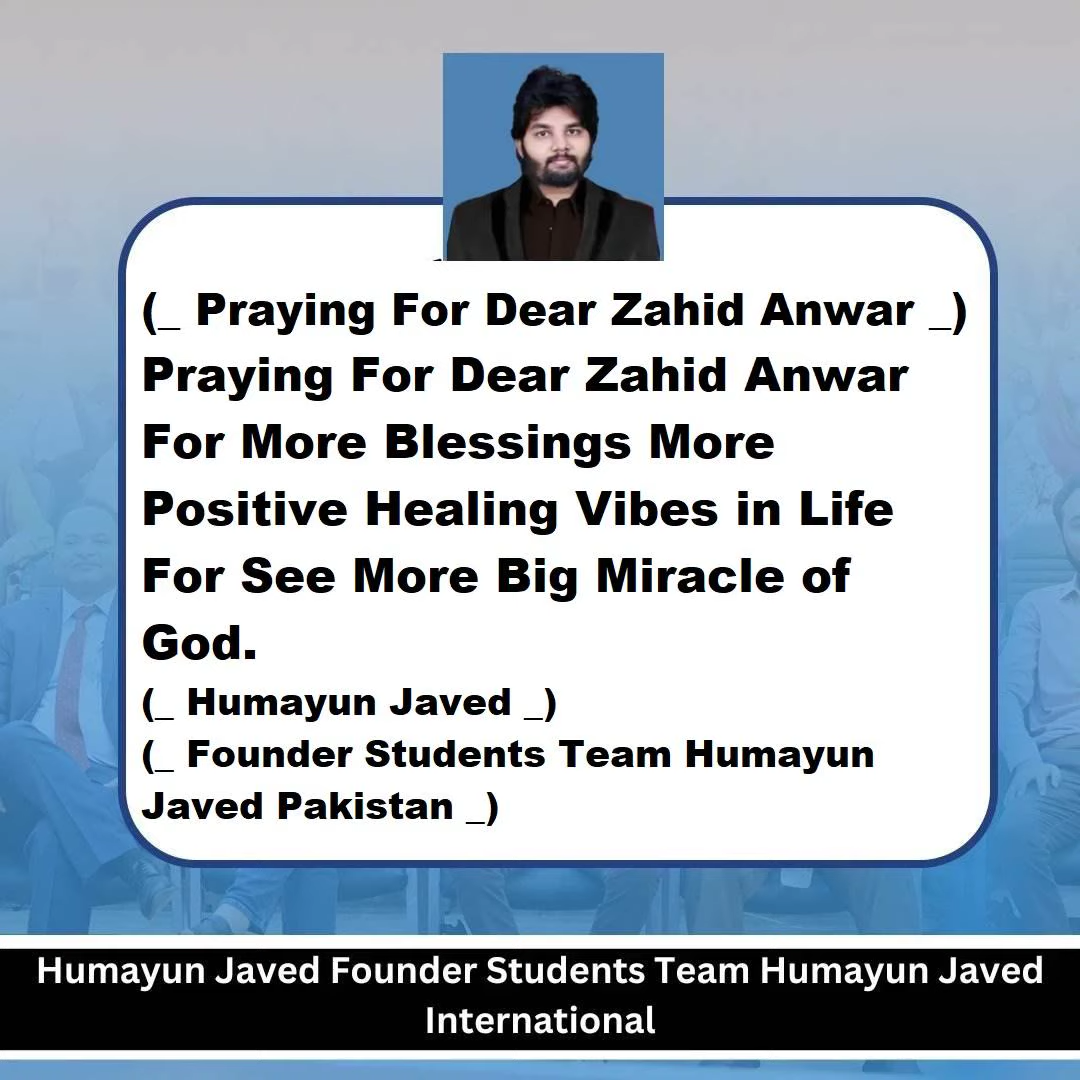 (_ Praying For Dear Zahid Anwar _)
Praying For Dear Zahid Anwar
For More Blessings More
Positive Healing Vibes in Life
For See More Big Miracle of
God.
(_ Humayun Javed _)
(_ Founder Students Team Humayun
Javed Pakistan _)
Humayun Javed Founder Students Team Humayun Javed
International